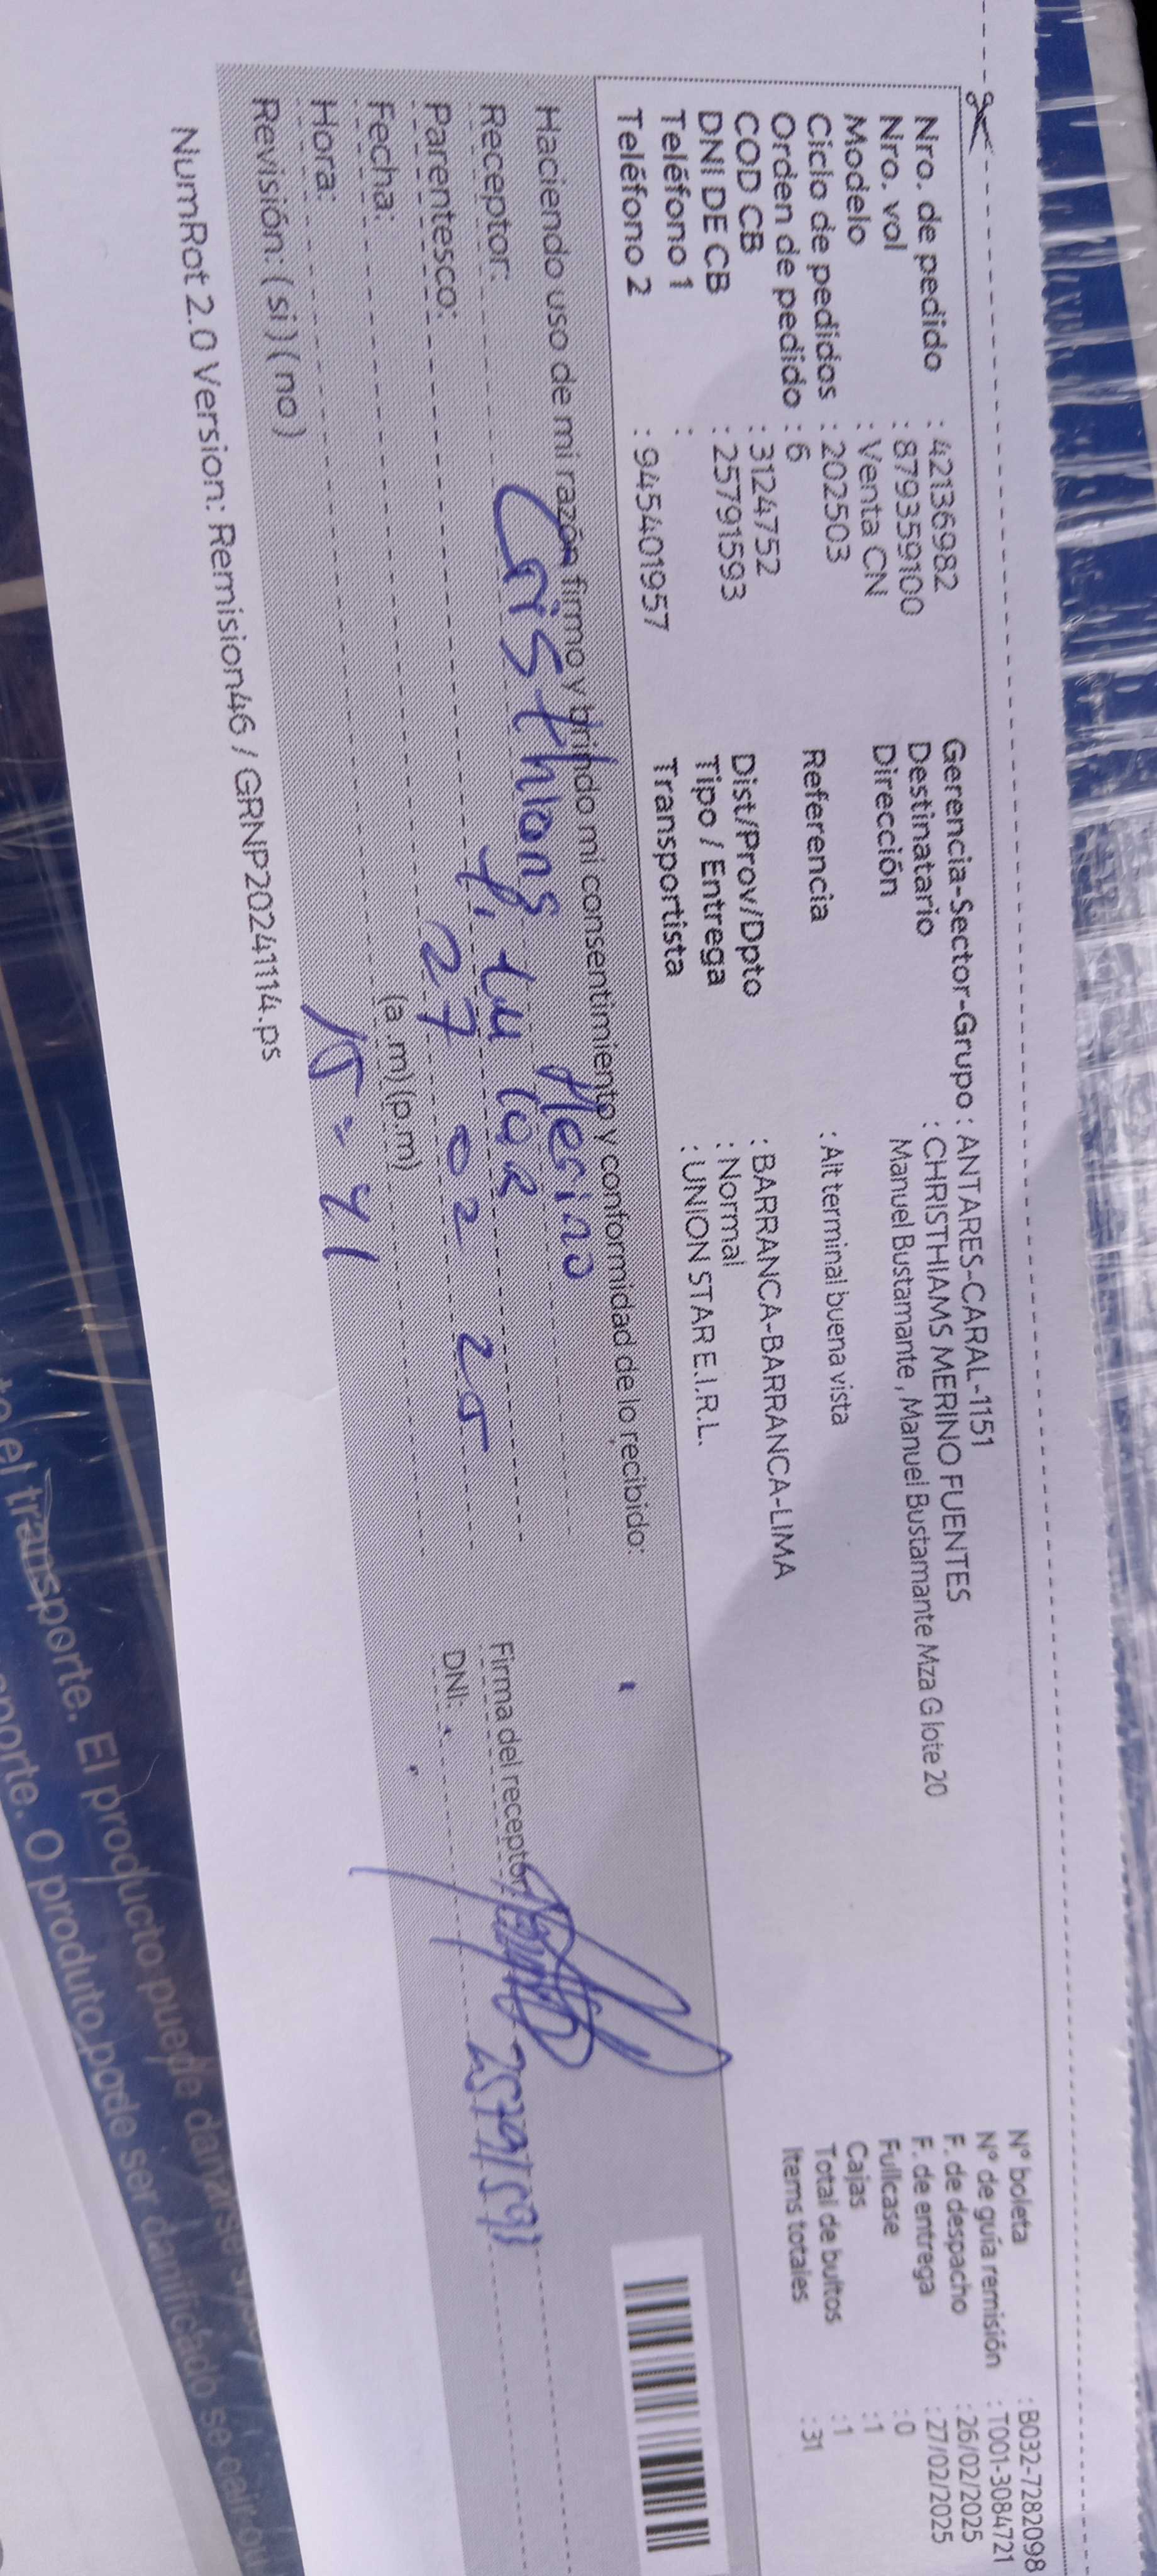 Nro. de pedido : 42136982
Nro. vol : 879359100
Modelo : Venta CN
Ciclo de pedidos : 202503
Orden de pedido : 6
COD CB : 3124752
DNI DE CB : 25791593
Teléfono 1 :
Teléfono 2 : 945401957
Gerencia-Sector-Grupo : ANTARES-CARAL-1151
Destinatario : CHRISTHIAMS MERINO FUENTES
Dirección Manuel Bustamante , Manuel Bustamante Mza G lote 20
Referencia : Alt terminal buena vista
Dist/Prov/Dpto : BARRANCA-BARRANCA-LIMA
Tipo / Entrega : Normal
Transportista : UNION STAR E.I.R.L.
N° boleta : B032-7282098
N° de guía remisión : T001-3084721
F. de despacho : 26/02/2025
F. de entrega : 27/02/2025
Fullcase : 0
Cajas : 1
Total de bultos : 1
Items totales : 31
Haciendo uso de mi razón firmo y brindo mi consentimiento y conformidad de lo recibido:
Receptor: Merino
Parentesco:
Fecha: 27 02 25
Hora: (a.m) (p.m)
Revisión: ( si ) ( no )
Firma del receptor:
DNI:
NumRot 2.0 Version: Remision46 / GRNP20241114.ps
el transporte. El producto puede dañarse
porte. O produto pode ser danificado se cair ou